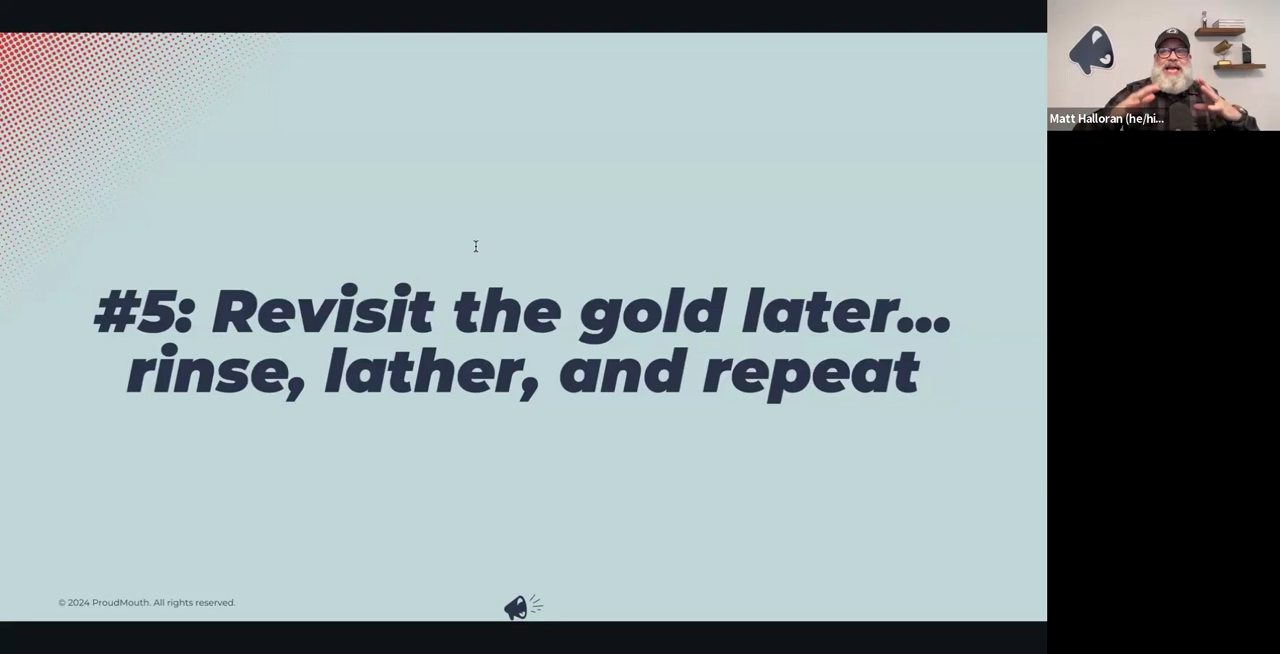 #5: Revisit the gold later...
rinse, lather, and repeat
© 2024 ProudMouth. All rights reserved.
Matt Halloran (he/hi...